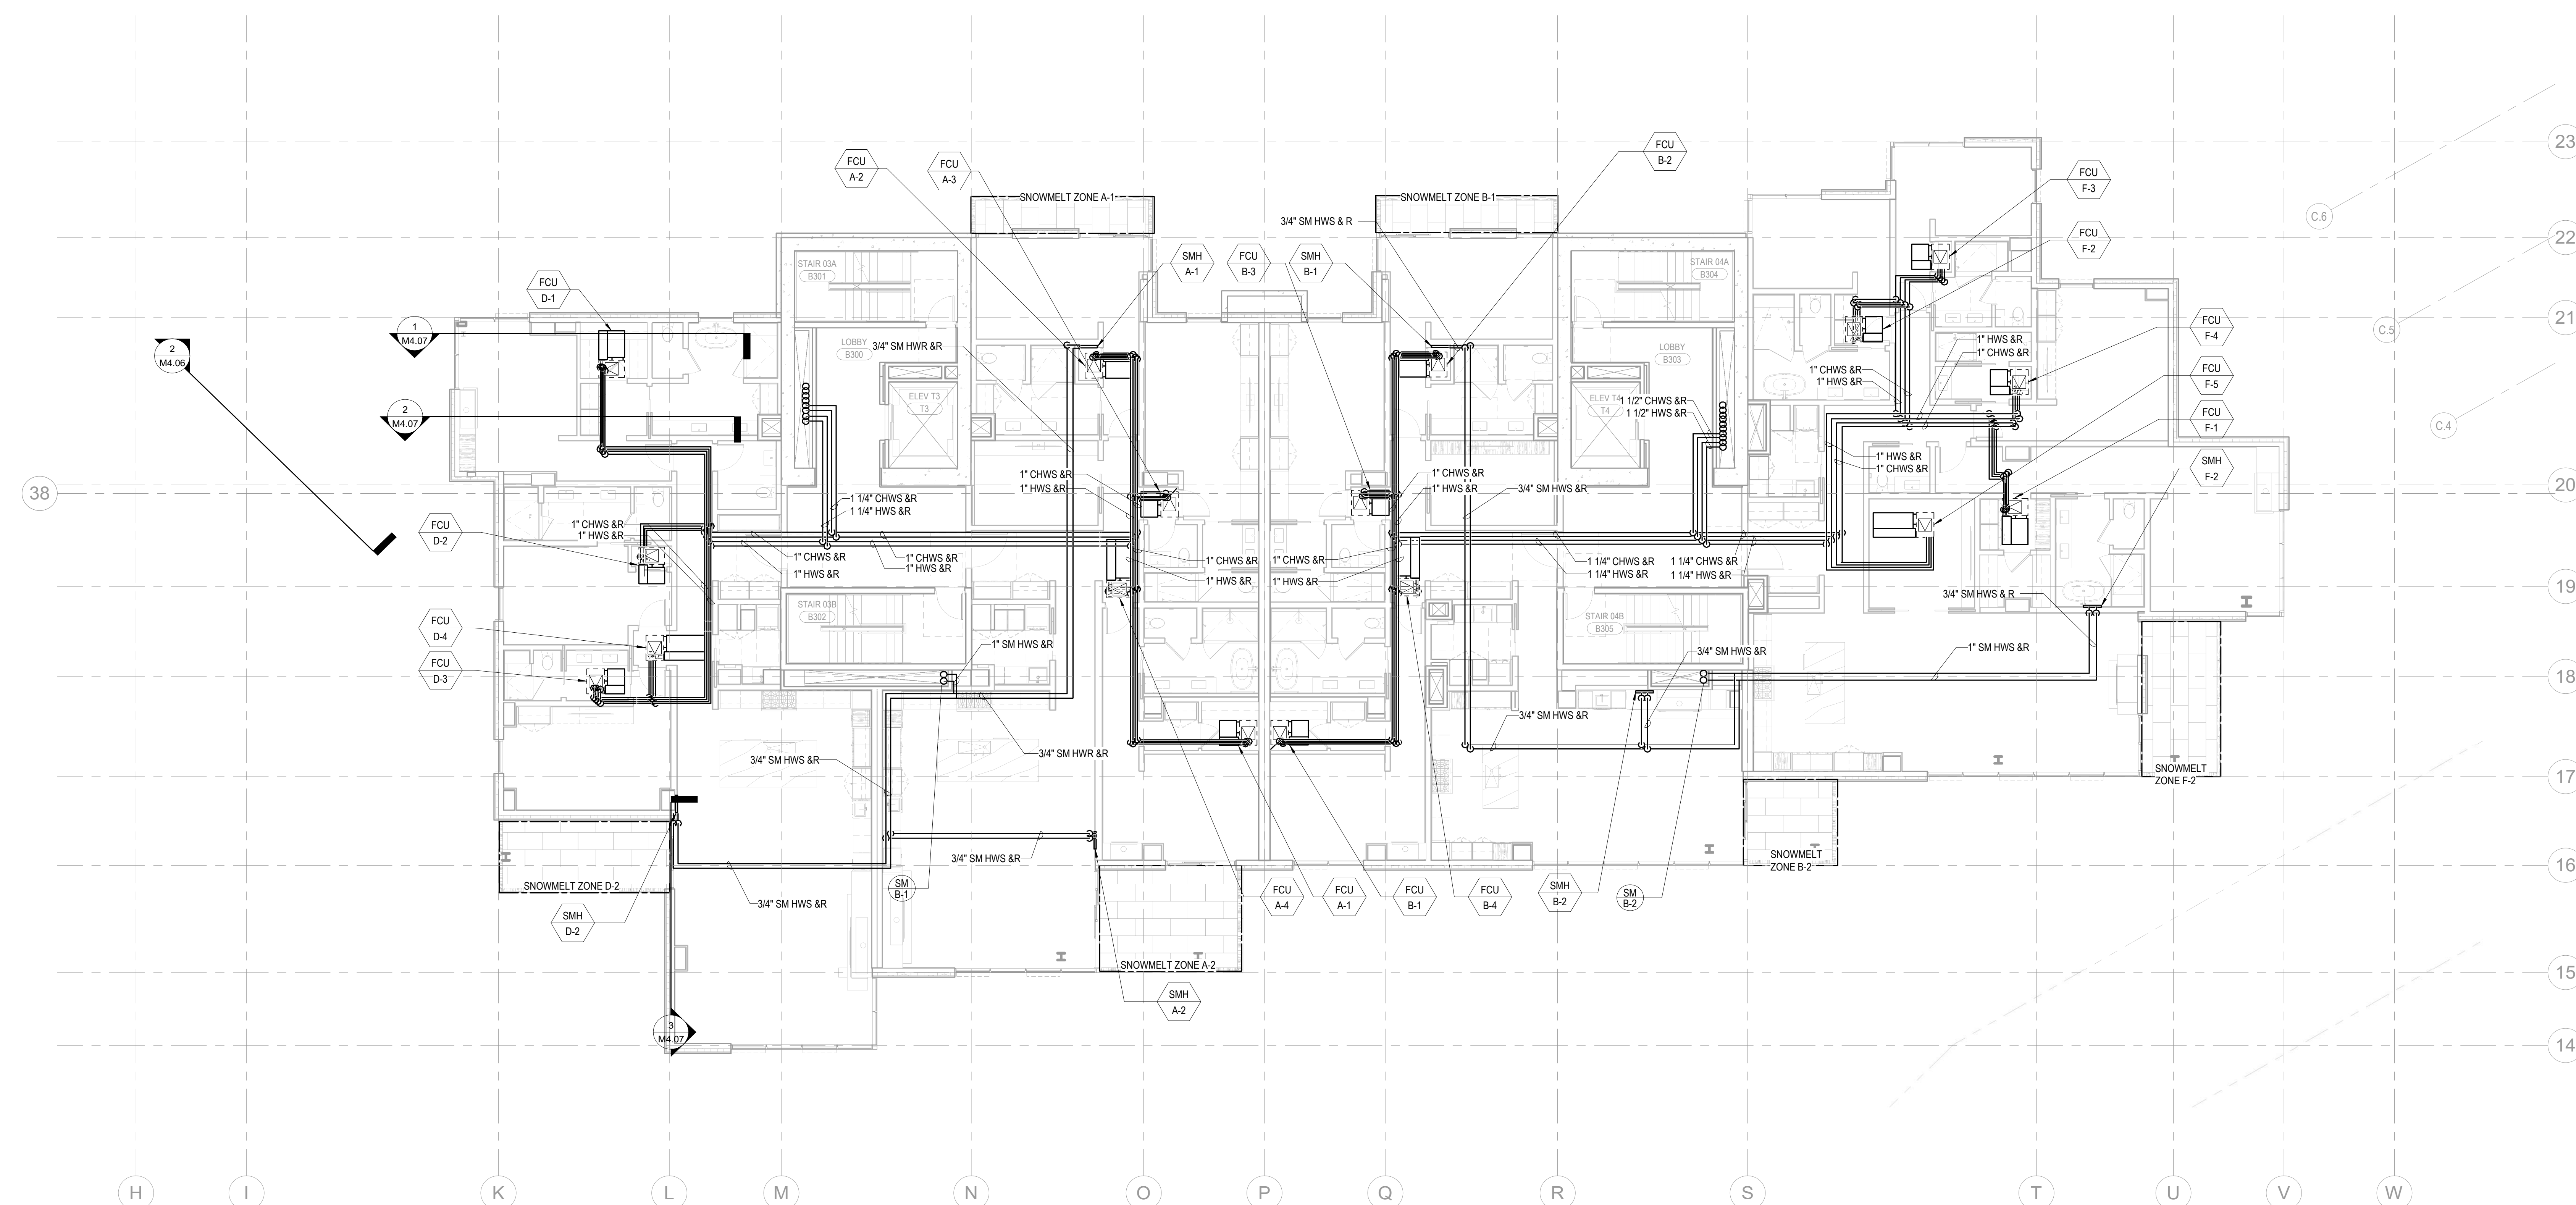 23
FCU
B-2
FCU
A-2
FCU
A-3
FCU
F-3
SNOWMELT ZONE A-1
SNOWMELT ZONE B-1
C.6
3/4" SM HWS & R
22
FCU
F-2
SMH
A-1
FCU
B-3
SMH
B-1
STAIR 03A
B301
STAIR 04A
B304
FCU
D-1
21
C.5
FCU
F-4
1
M4.07
2
M4.06
LOBBY
B300
3/4" SM HWR &R
LOBBY
B303
1" HWS &R
1" CHWS &R
1" CHWS &R
1" HWS &R
FCU
F-5
ELEV T3
T3
ELEV T4
T4
1 1/2" CHWS &R
1 1/2" HWS &R
2
M4.07
FCU
F-1
C.4
1" HWS &R
1" CHWS &R
SMH
F-2
1" CHWS &R
1" HWS &R
1" CHWS &R
1" HWS &R
3/4" SM HWS &R
38
20
1 1/4" CHWS &R
1 1/4" HWS &R
FCU
D-2
1" CHWS &R
1" HWS &R
1" CHWS &R
1" HWS &R
1" CHWS &R
1" HWS &R
1" CHWS &R
1" HWS &R
1" CHWS &R
1" HWS &R
1 1/4" CHWS &R
1 1/4" HWS &R
1 1/4" CHWS &R
1 1/4" HWS &R
19
3/4" SM HWS & R
STAIR 03B
B302
STAIR 04B
B305
FCU
D-4
1" SM HWS &R
3/4" SM HWS &R
1" SM HWS &R
FCU
D-3
18
3/4" SM HWS &R
3/4" SM HWS &R
3/4" SM HWR &R
SNOWMELT
ZONE F-2
17
3/4" SM HWS &R
SNOWMELT
ZONE B-2
16
SNOWMELT ZONE D-2
SM
B-1
FCU
A-4
FCU
A-1
FCU
B-1
FCU
B-4
SMH
B-2
SM
B-2
3/4" SM HWS &R
SMH
D-2
SNOWMELT ZONE A-2
15
SMH
A-2
3
M4.07
14
H
I
K
L
M
N
O
P
Q
R
S
T
U
V
W